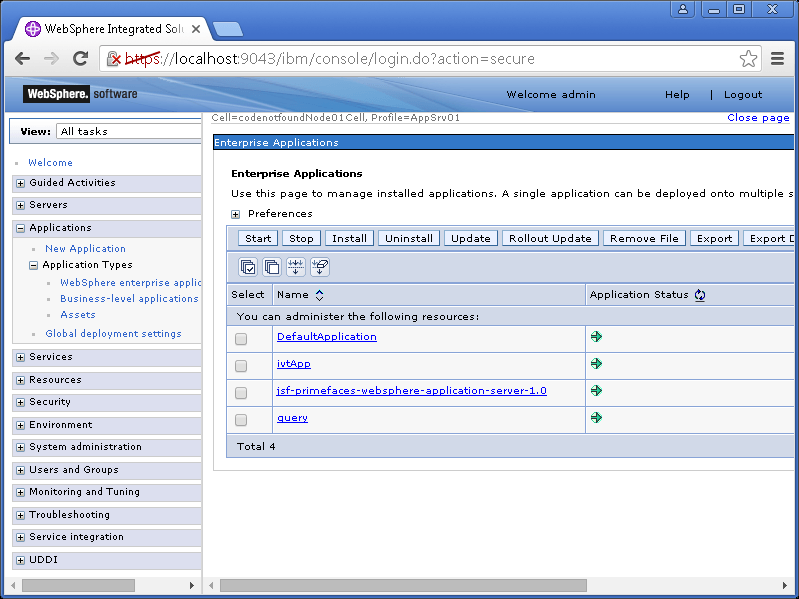 WebSphere Integrated Solu
https://localhost:9043/ibm/console/login.do?action=secure
WebSphere. software
Welcome admin
Help | Logout
View: All tasks
Welcome
Guided Activities
Servers
Applications
New Application
Application Types
WebSphere enterprise applic
Business-level applications
Assets
Global deployment settings
Services
Resources
Security
Environment
System administration
Users and Groups
Monitoring and Tuning
Troubleshooting
Service integration
UDDI
Cell=codenotfoundNode01Cell, Profile=AppSrv01
Close page
Enterprise Applications
Enterprise Applications
Use this page to manage installed applications. A single application can be deployed onto multiple s
Preferences
Start Stop Install Uninstall Update Rollout Update Remove File Export Export D
Select Name Application Status
You can administer the following resources:
DefaultApplication
ivtApp
jsf-primefaces-websphere-application-server-1.0
query
Total 4